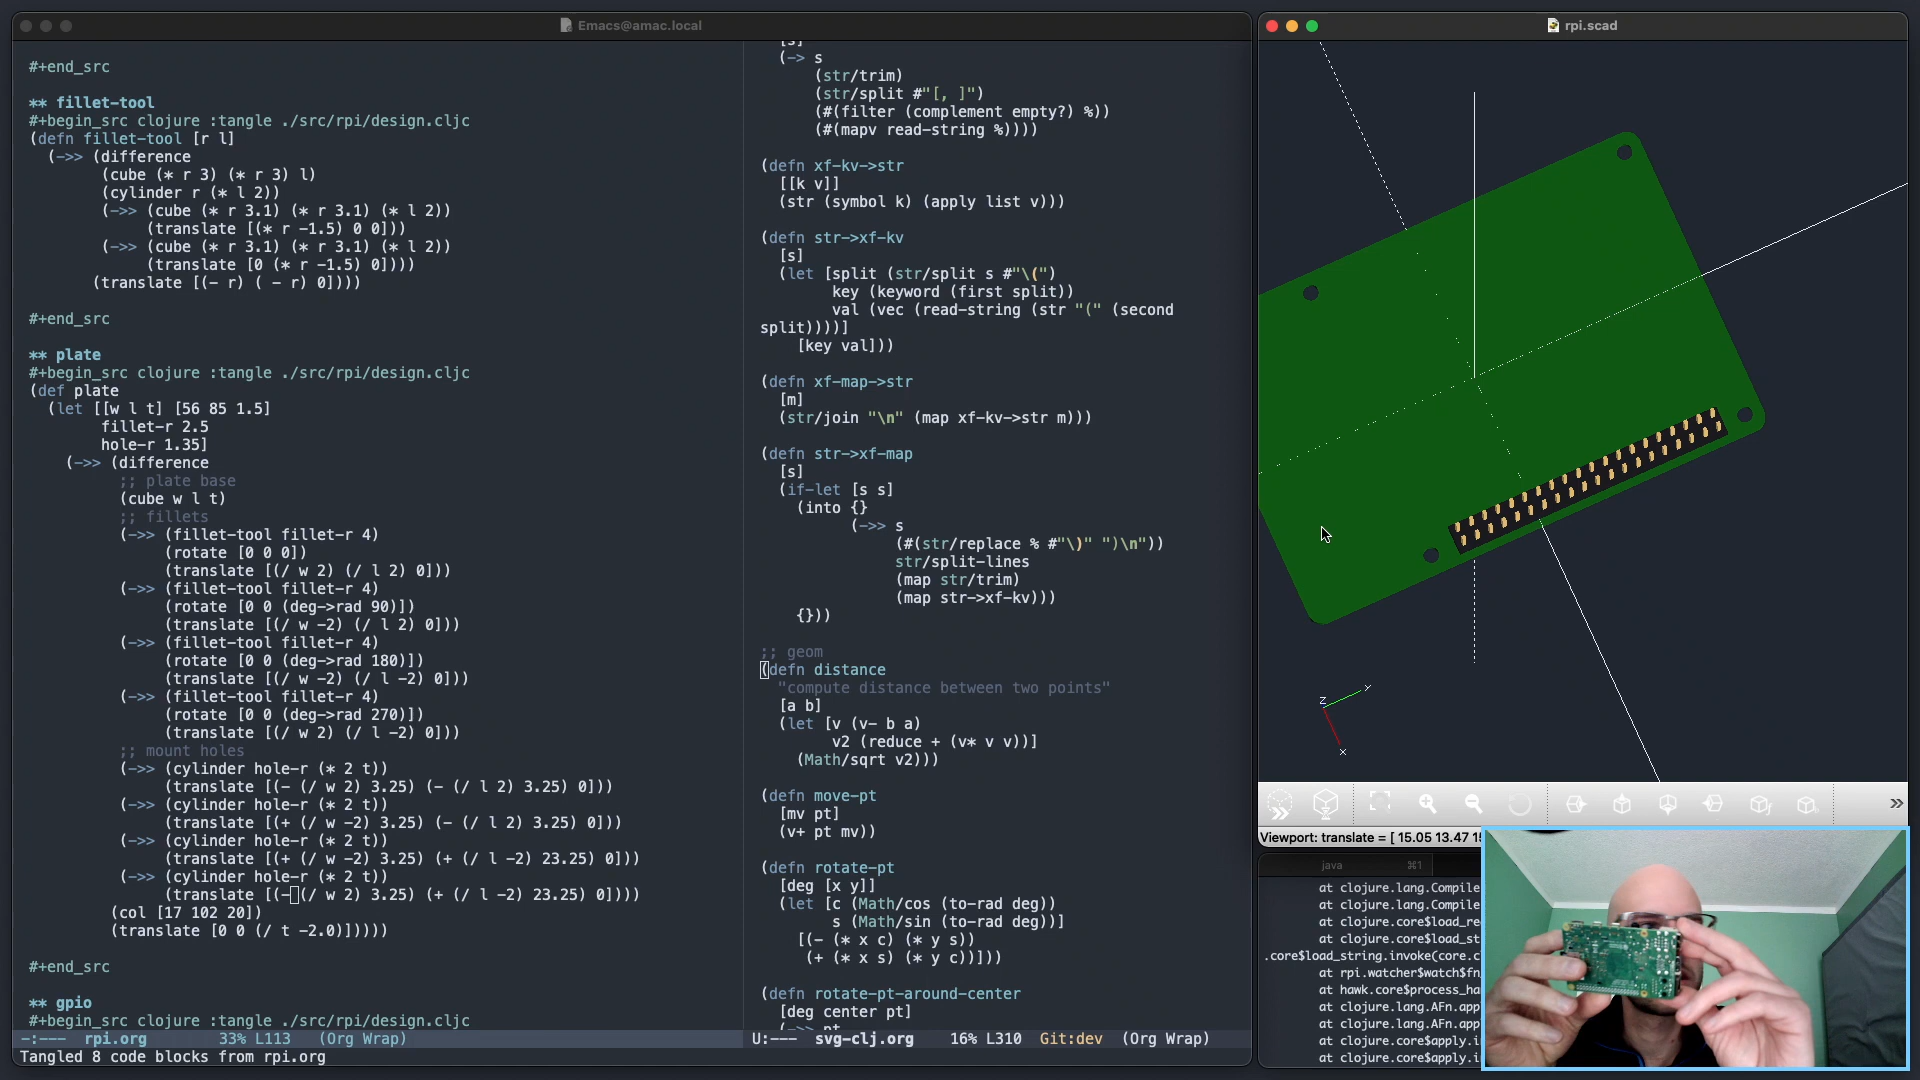 Emacs@amac.local
#+end_src
** fillet-tool
#+begin_src clojure :tangle ./src/rpi/design.cljc
(defn fillet-tool [r l]
(->> (difference
(cube (* r 3) (* r 3) l)
(cylinder r (* l 2))
(->> (cube (* r 3.1) (* r 3.1) (* l 2))
(translate [(* r -1.5) 0 0]))
(->> (cube (* r 3.1) (* r 3.1) (* l 2))
(translate [0 (* r -1.5) 0])))
(translate [(- r) ( - r) 0])))
#+end_src
** plate
#+begin_src clojure :tangle ./src/rpi/design.cljc
(def plate
(let [[w l t] [56 85 1.5]
fillet-r 2.5
hole-r 1.35]
(->> (difference
;; plate base
(cube w l t)
;; fillets
(->> (fillet-tool fillet-r 4)
(rotate [0 0 0])
(translate [(/ w 2) (/ l 2) 0]))
(->> (fillet-tool fillet-r 4)
(rotate [0 0 (deg->rad 90)])
(translate [(/ w -2) (/ l 2) 0]))
(->> (fillet-tool fillet-r 4)
(rotate [0 0 (deg->rad 180)])
(translate [(/ w -2) (/ l -2) 0]))
(->> (fillet-tool fillet-r 4)
(rotate [0 0 (deg->rad 270)])
(translate [(/ w 2) (/ l -2) 0]))
;; mount holes
(->> (cylinder hole-r (* 2 t))
(translate [(- (/ w 2) 3.25) (- (/ l 2) 3.25) 0]))
(->> (cylinder hole-r (* 2 t))
(translate [(+ (/ w -2) 3.25) (- (/ l 2) 3.25) 0]))
(->> (cylinder hole-r (* 2 t))
(translate [(+ (/ w -2) 3.25) (+ (/ l -2) 23.25) 0]))
(->> (cylinder hole-r (* 2 t))
(translate [(- (/ w 2) 3.25) (+ (/ l -2) 23.25) 0])))
(col [17 102 20])
(translate [0 0 (/ t -2.0)]))))
#+end_src
** gpio
#+begin_src clojure :tangle ./src/rpi/design.cljc
-:--- rpi.org 33% L113 (Org Wrap)
Tangled 8 code blocks from rpi.org
[s]
(-> s
(str/trim)
(str/split #"[, ]")
(#(filter (complement empty?) %))
(#(mapv read-string %))))
(defn xf-kv->str
[[k v]]
(str (symbol k) (apply list v)))
(defn str->xf-kv
[s]
(let [split (str/split s #"\(")
key (keyword (first split))
val (vec (read-string (str "(" (second
split))))]
[key val]))
(defn xf-map->str
[m]
(str/join "\n" (map xf-kv->str m)))
(defn str->xf-map
[s]
(if-let [s s]
(into {}
(->> s
(#(str/replace % #"\)" ")\n"))
str/split-lines
(map str/trim)
(map str->xf-kv)))
{}))
;; geom
(defn distance
"compute distance between two points"
[a b]
(let [v (v- b a)
v2 (reduce + (v* v v))]
(Math/sqrt v2)))
(defn move-pt
[mv pt]
(v+ pt mv))
(defn rotate-pt
[deg [x y]]
(let [c (Math/cos (to-rad deg))
s (Math/sin (to-rad deg))]
[(- (* x c) (* y s))
(+ (* x s) (* y c))]))
(defn rotate-pt-around-center
[deg center pt]
(->> pt
U:--- svg-clj.org 16% L310 Git:dev (Org Wrap)
rpi.scad
Z
Y
X
Viewport: translate = [ 15.05 13.47 1
java ⌘1
at clojure.lang.Compile
at clojure.lang.Compile
at clojure.core$load_re
at clojure.core$load_st
.core$load_string.invoke(core.c
at rpi.watcher$watch$fn
at hawk.core$process_ha
at clojure.lang.AFn.app
at clojure.lang.AFn.app
at clojure.core$apply.i
at clojure.core$apply.i